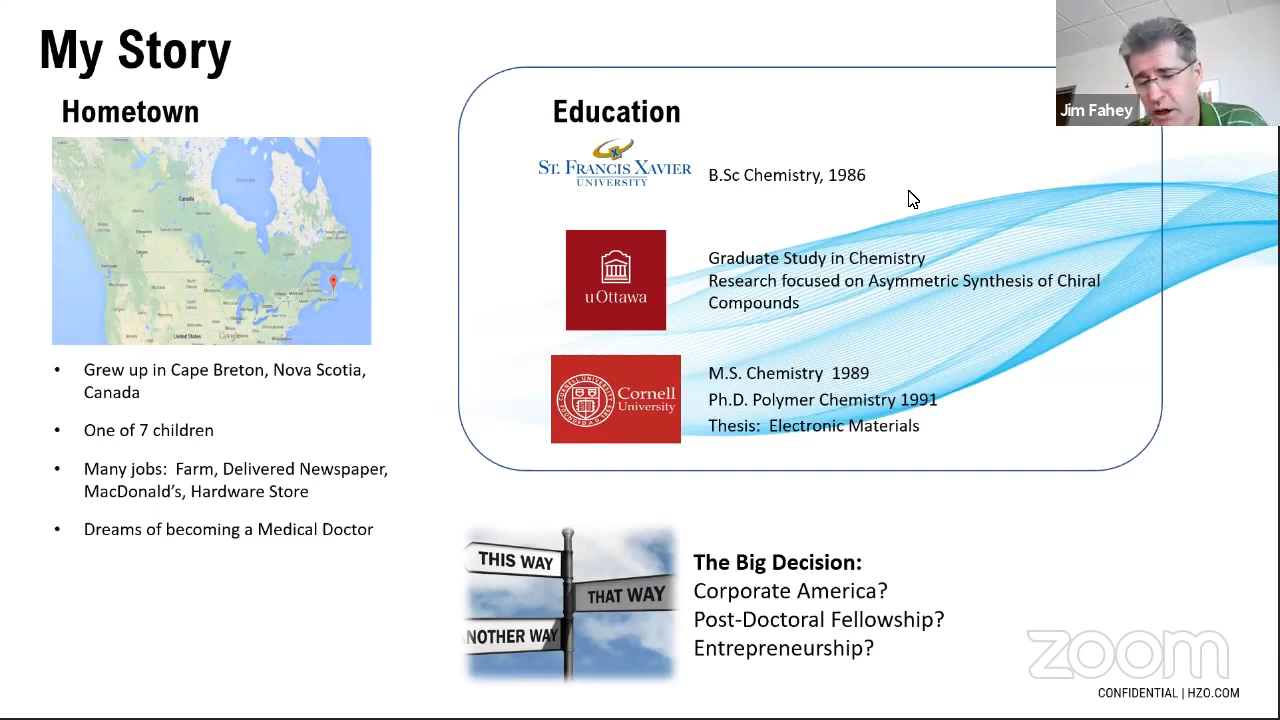 My Story
Jim Fahey
Hometown
Canada
United States
Google
• Grew up in Cape Breton, Nova Scotia,
Canada
• One of 7 children
• Many jobs:  Farm, Delivered Newspaper,
MacDonald's, Hardware Store
• Dreams of becoming a Medical Doctor
Education
ST. FRANCIS XAVIER
UNIVERSITY
B.Sc Chemistry, 1986
uOttawa
Graduate Study in Chemistry
Research focused on Asymmetric Synthesis of Chiral
Compounds
Cornell
University
M.S. Chemistry  1989
Ph.D. Polymer Chemistry 1991
Thesis:  Electronic Materials
THIS WAY
THAT WAY
NOTHER WAY
The Big Decision:
Corporate America?
Post-Doctoral Fellowship?
Entrepreneurship?
zoom
CONFIDENTIAL | HZO.COM